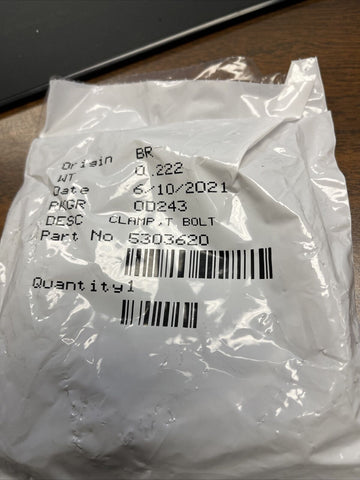 Origin BR
WT 0.222
Date 6/10/2021
PKGR OD243
DESC CLAMP,T BOLT
Part No 5303620
Quantity1